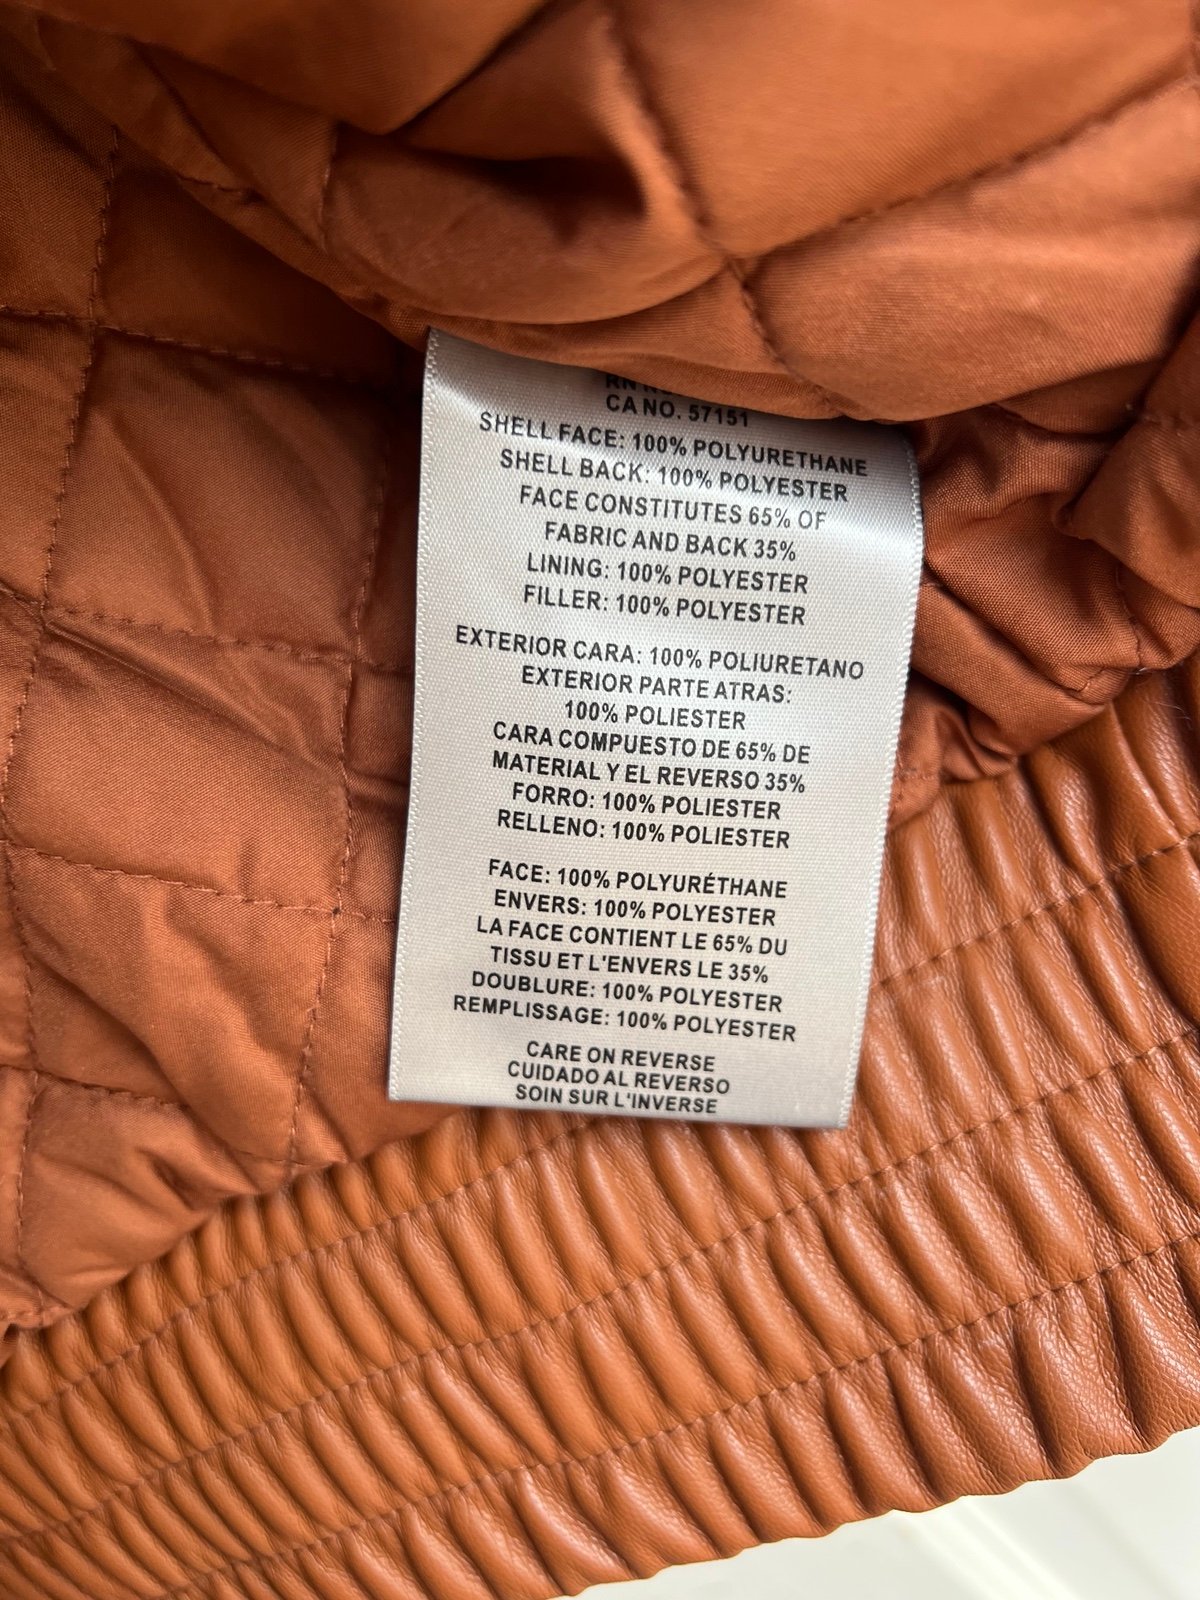 CA NO. 57151
SHELL FACE: 100% POLYURETHANE
SHELL BACK: 100% POLYESTER
FACE CONSTITUTES 65% OF
FABRIC AND BACK 35%
LINING: 100% POLYESTER
FILLER: 100% POLYESTER
EXTERIOR CARA: 100% POLIURETANO
EXTERIOR PARTE ATRAS:
100% POLIESTER
CARA COMPUESTO DE 65% DE
MATERIAL Y EL REVERSO 35%
FORRO: 100% POLIESTER
RELLENO: 100% POLIESTER
FACE: 100% POLYURÉTHANE
ENVERS: 100% POLYESTER
LA FACE CONTIENT LE 65% DU
TISSU ET L'ENVERS LE 35%
DOUBLURE: 100% POLYESTER
REMPLISSAGE: 100% POLYESTER
CARE ON REVERSE
CUIDADO AL REVERSO
SOIN SUR L'INVERSE